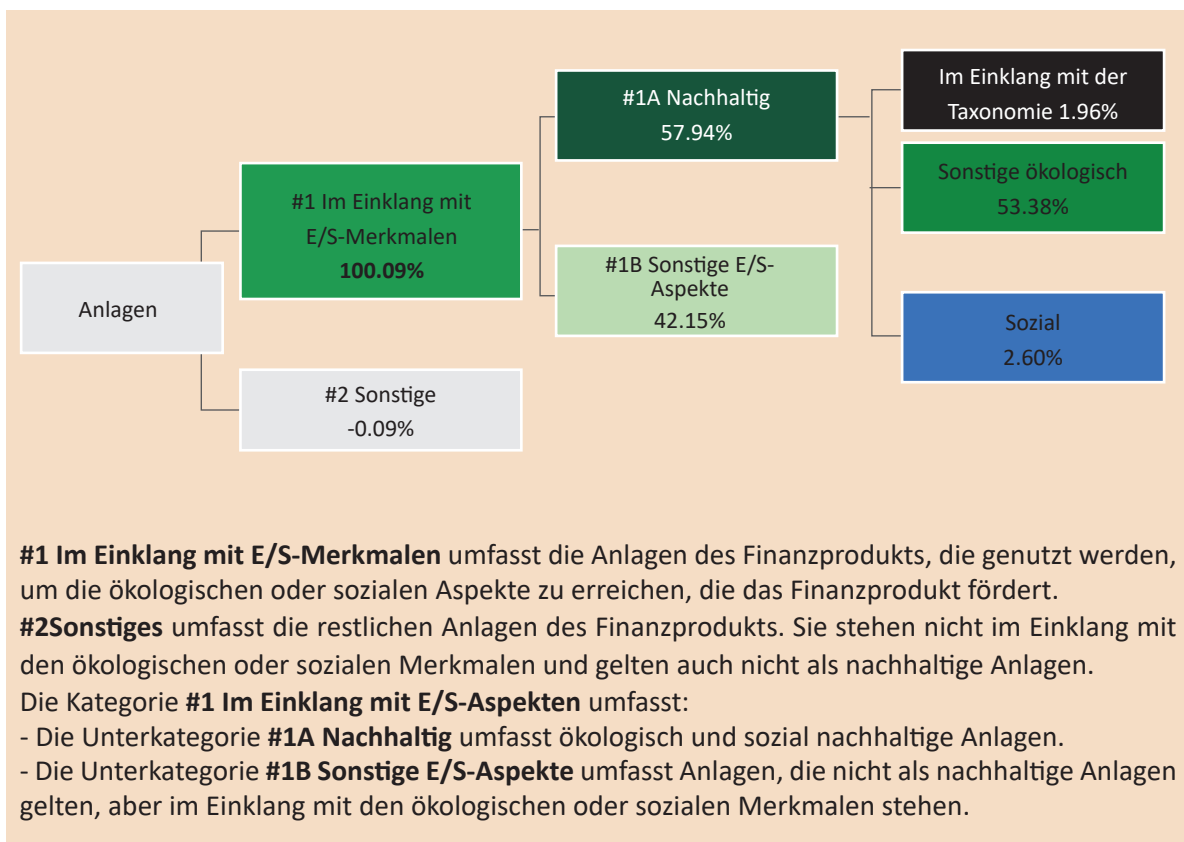 Anlagen
#1 Im Einklang mit
E/S-Merkmalen
100.09%
#2 Sonstige
-0.09%
#1A Nachhaltig
57.94%
#1B Sonstige E/S-
Aspekte
42.15%
Im Einklang mit der
Taxonomie 1.96%
Sonstige ökologisch
53.38%
Sozial
2.60%
#1 Im Einklang mit E/S-Merkmalen umfasst die Anlagen des Finanzprodukts, die genutzt werden,
um die ökologischen oder sozialen Aspekte zu erreichen, die das Finanzprodukt fördert.
#2Sonstiges umfasst die restlichen Anlagen des Finanzprodukts. Sie stehen nicht im Einklang mit
den ökologischen oder sozialen Merkmalen und gelten auch nicht als nachhaltige Anlagen.
Die Kategorie #1 Im Einklang mit E/S-Aspekten umfasst:
- Die Unterkategorie #1A Nachhaltig umfasst ökologisch und sozial nachhaltige Anlagen.
- Die Unterkategorie #1B Sonstige E/S-Aspekte umfasst Anlagen, die nicht als nachhaltige Anlagen
gelten, aber im Einklang mit den ökologischen oder sozialen Merkmalen stehen.